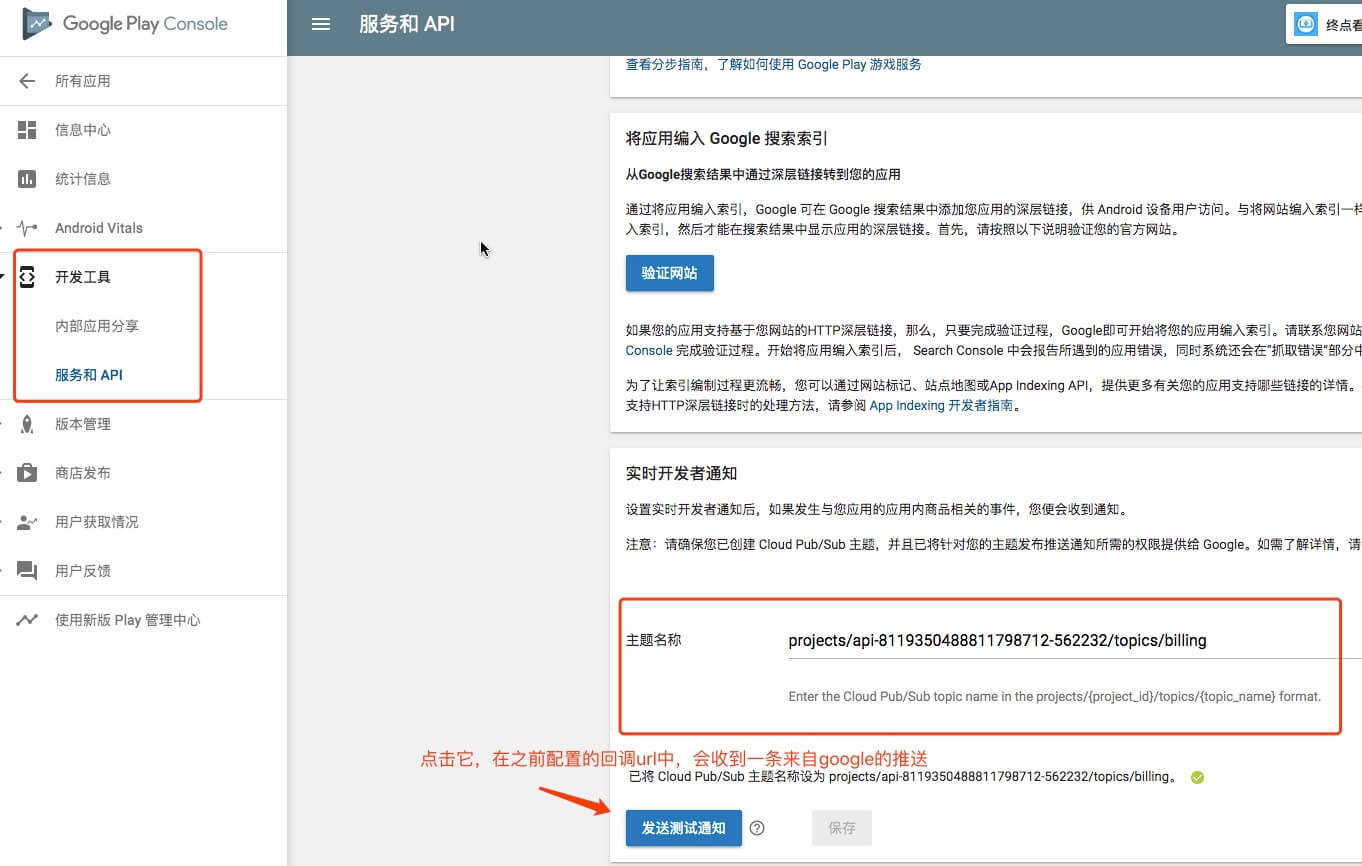 Google Play Console
服务和 API
终点看
所有应用
信息中心
统计信息
Android Vitals
开发工具
内部应用分享
服务和 API
版本管理
商店发布
用户获取情况
用户反馈
使用新版 Play 管理中心
查看分步指南，了解如何使用 Google Play 游戏服务
将应用编入 Google 搜索索引
从Google搜索结果中通过深层链接转到您的应用
通过将应用编入索引，Google 可在 Google 搜索结果中添加您应用的深层链接，供 Android 设备用户访问。与将网站编入索引一样
入索引，然后才能在搜索结果中显示应用的深层链接。首先，请按照以下说明验证您的官方网站。
验证网站
如果您的应用支持基于您网站的HTTP深层链接，那么，只要完成验证过程，Google即可开始将您的应用编入索引。请联系您网站
Console 完成验证过程。开始将应用编入索引后， Search Console 中会报告所遇到的应用错误，同时系统还会在“抓取错误”部分中
为了让索引编制过程更流畅，您可以通过网站标记、站点地图或App Indexing API，提供更多有关您的应用支持哪些链接的详情。
支持HTTP深层链接时的处理方法，请参阅 App Indexing 开发者指南。
实时开发者通知
设置实时开发者通知后，如果发生与您应用的应用内商品相关的事件，您便会收到通知。
注意：请确保您已创建 Cloud Pub/Sub 主题，并且已将针对您的主题发布推送通知所需的权限提供给 Google。如需了解详情，请
主题名称
projects/api-8119350488811798712-562232/topics/billing
Enter the Cloud Pub/Sub topic name in the projects/{project_id}/topics/{topic_name} format.
点击它，在之前配置的回调url中，会收到一条来自google的推送
已将 Cloud Pub/Sub 主题名称设为 projects/api-8119350488811798712-562232/topics/billing。
发送测试通知
保存